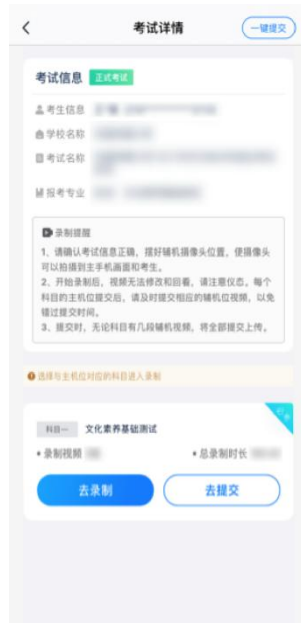 考试详情
一键提交
考试信息 正式考试
考生信息
学校名称
考试名称
报考专业
录制提醒
1、请确认考试信息正确，摆好辅机摄像头位置，使摄像头
可以拍摄到主手机画面和考生。
2、开始录制后，视频无法修改和回看，请注意仪态。每个
科目的主机位提交后，请及时提交相应的辅机位视频，以免
错过提交时间。
3、提交时，无论科目有几段辅机视频，将全部提交上传。
选择与主机位对应的科目进入录制
科目一 文化素养基础测试
录制视频
总录制时长
去录制
去提交